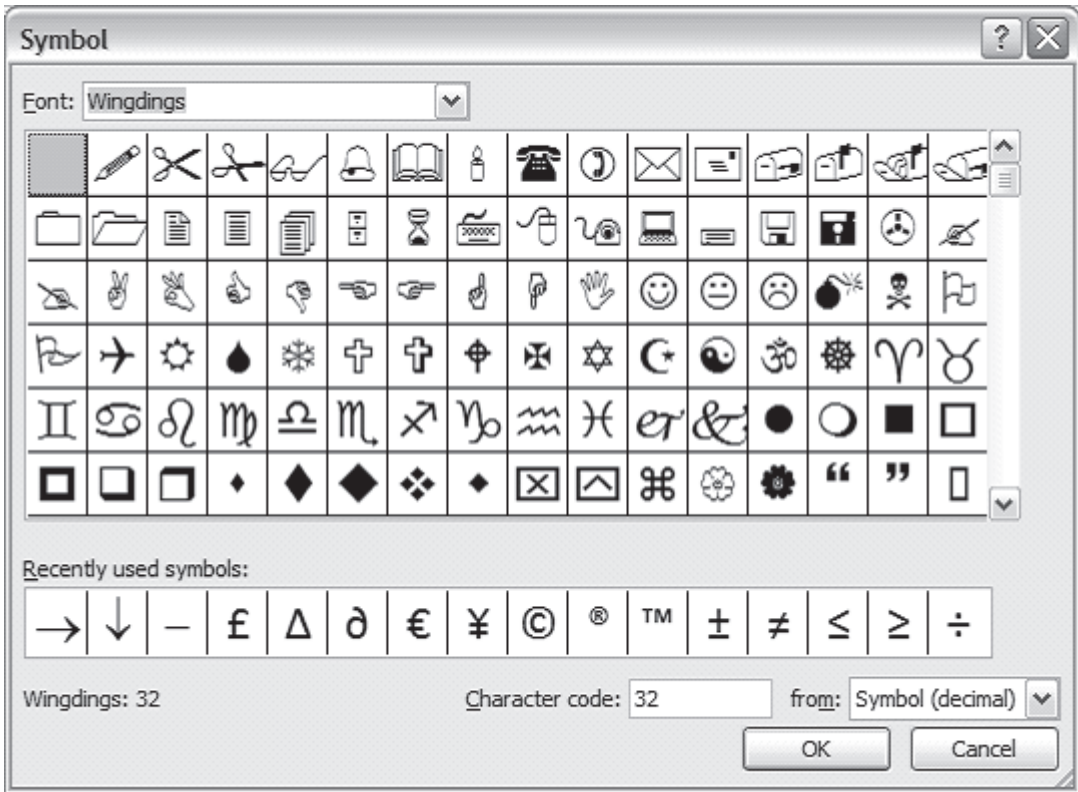 Symbol
Font: Wingdings
Recently used symbols:
→ ↓ – £ Δ ∂ € ¥ © ® ™ ± ≠ ≤ ≥ ÷
Wingdings: 32 Character code: 32 from: Symbol (decimal)
OK Cancel